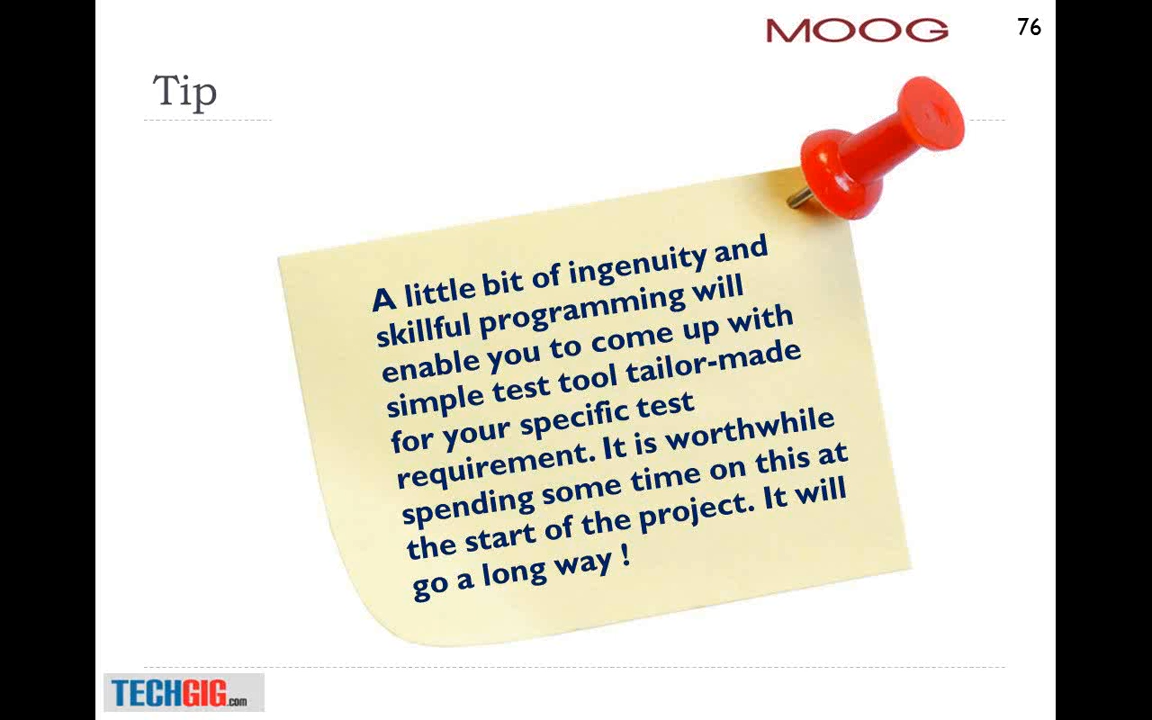 MOOG
76
Tip
A little bit of ingenuity and
skillful programming will
enable you to come up with
simple test tool tailor-made
for your specific test
requirement. It is worthwhile
spending some time on this at
the start of the project. It will
go a long way !
TECHGIG.com